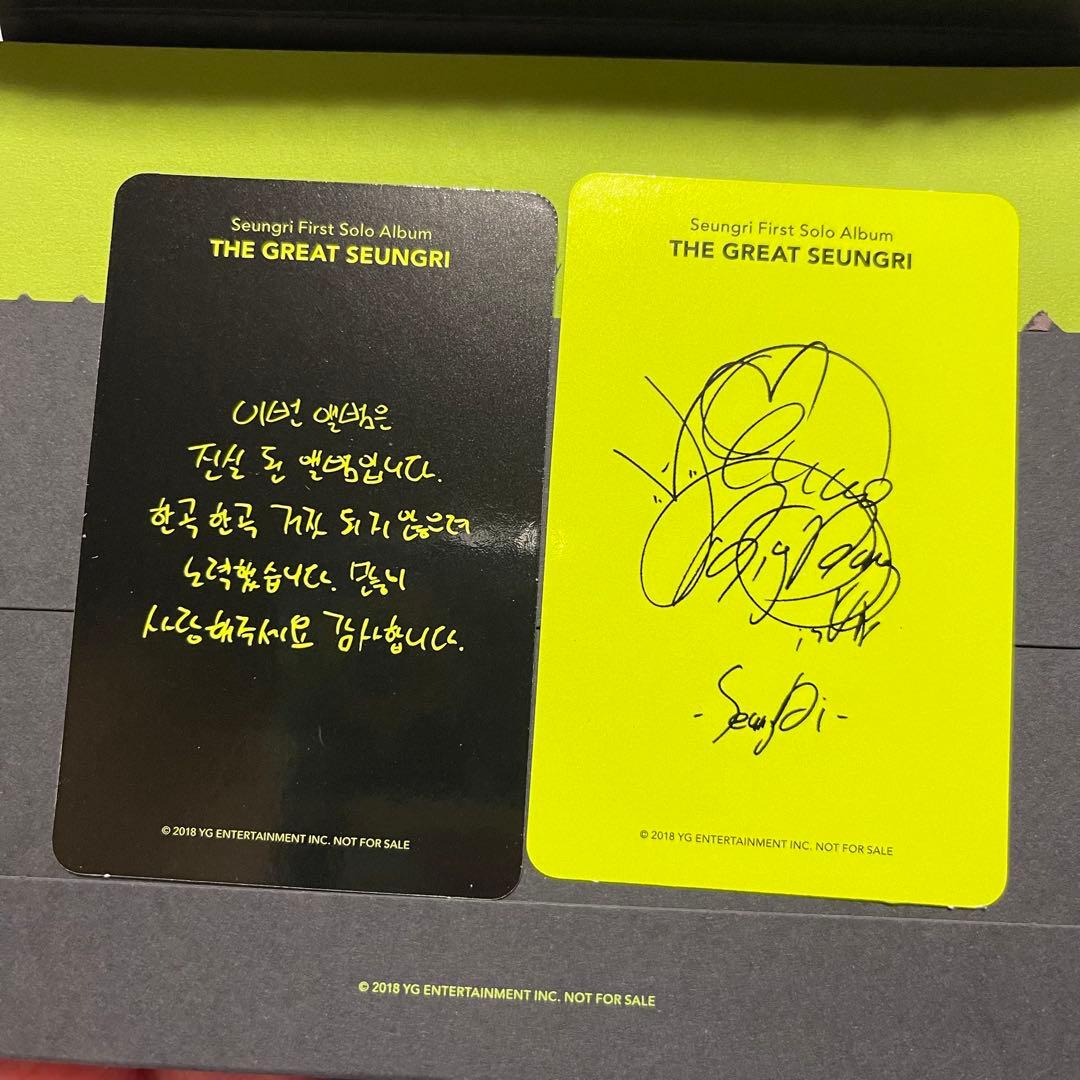 Seungri First Solo Album
THE GREAT SEUNGRI
이번 앨범은
진실 된 앨범입니다.
한곡 한곡 거짓 되지 않으려
노력했습니다. 많이
사랑해주세요 감사합니다.
© 2018 YG ENTERTAINMENT INC. NOT FOR SALE
Seungri First Solo Album
THE GREAT SEUNGRI
- SeungRi -
© 2018 YG ENTERTAINMENT INC. NOT FOR SALE
© 2018 YG ENTERTAINMENT INC. NOT FOR SALE